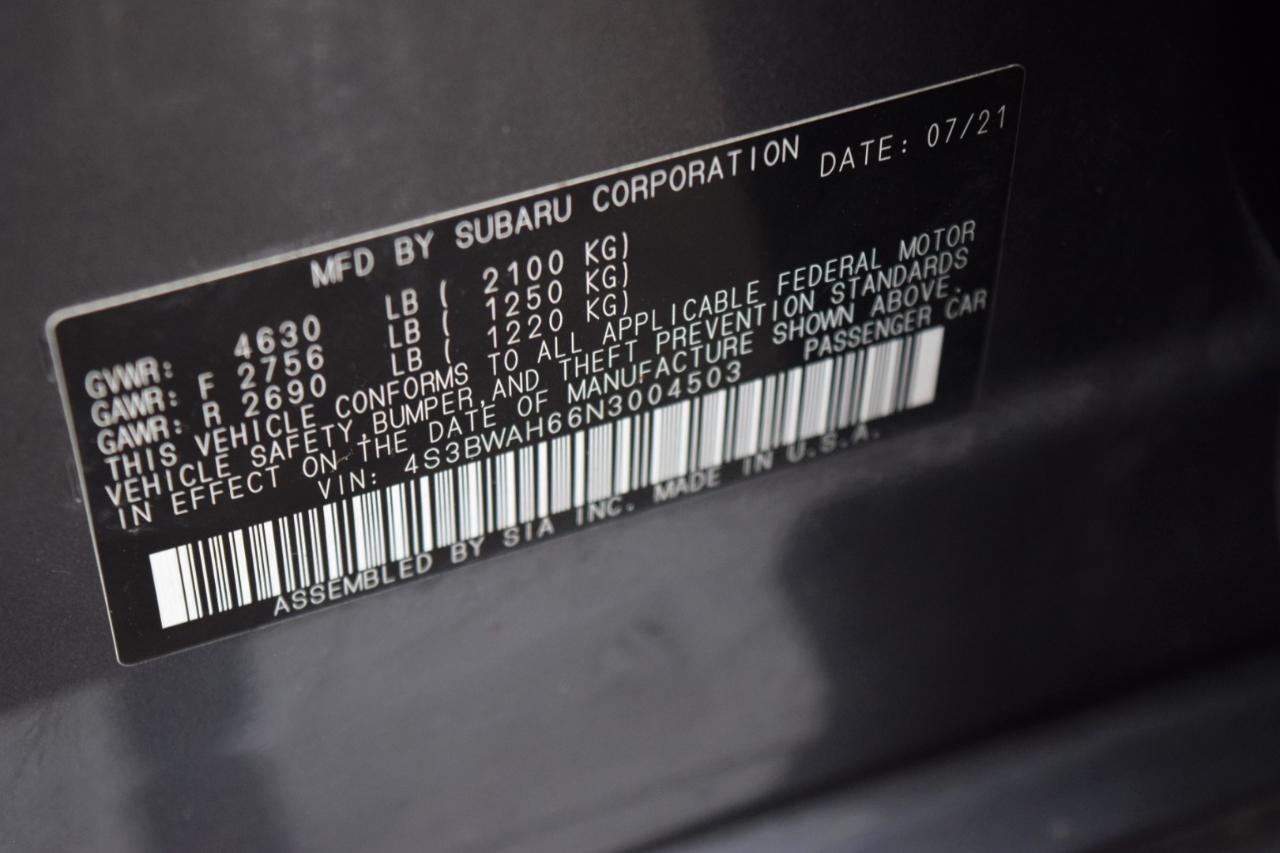 MFD BY SUBARU CORPORATION DATE: 07/21
GVWR: 4630 LB ( 2100 KG)
GAWR: F 2756 LB ( 1250 KG)
GAWR: R 2690 LB ( 1220 KG)
THIS VEHICLE CONFORMS TO ALL APPLICABLE FEDERAL MOTOR
VEHICLE SAFETY,BUMPER,AND THEFT PREVENTION STANDARDS
IN EFFECT ON THE DATE OF MANUFACTURE SHOWN ABOVE.
VIN: 4S3BWAH66N3004503 PASSENGER CAR
ASSEMBLED BY SIA INC. MADE IN U.S.A.